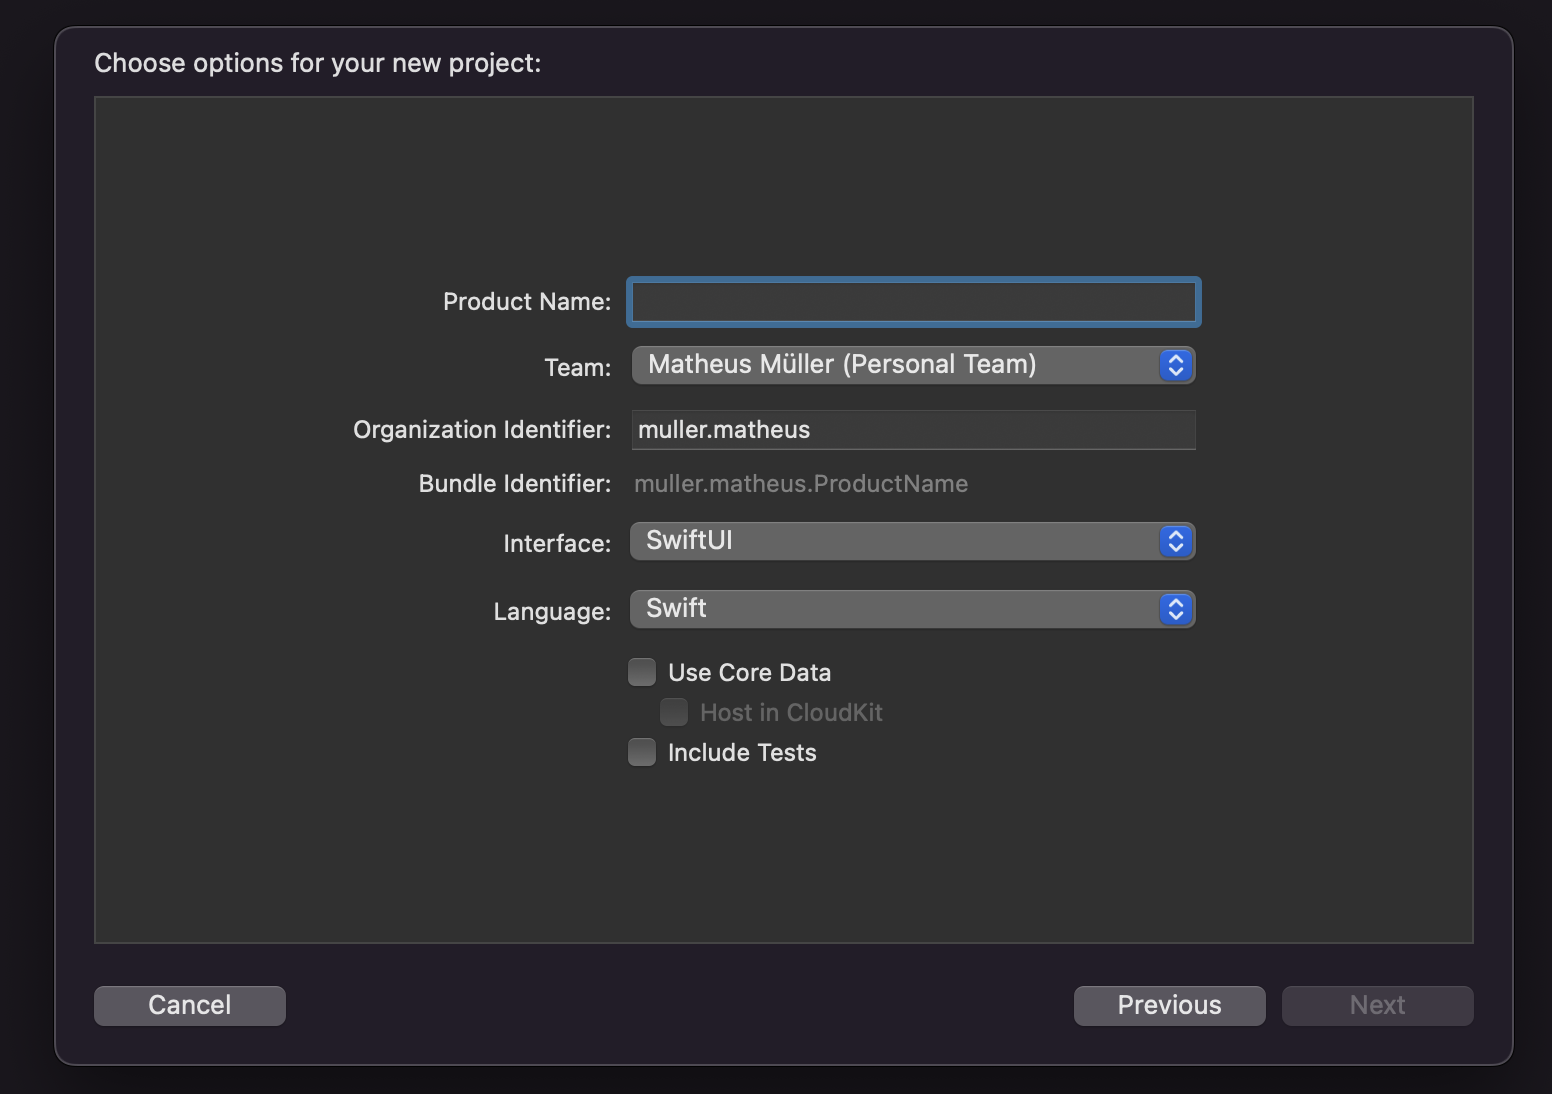 Choose options for your new project:
Product Name:
Team: Matheus Müller (Personal Team)
Organization Identifier: muller.matheus
Bundle Identifier: muller.matheus.ProductName
Interface: SwiftUI
Language: Swift
Use Core Data
Host in CloudKit
Include Tests
Cancel Previous Next